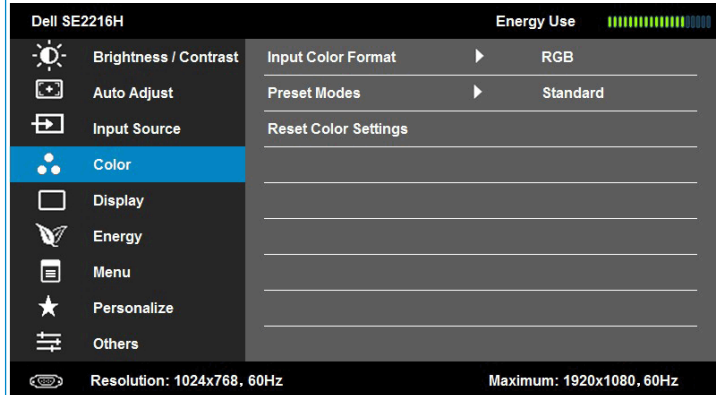 Dell SE2216H Energy Use
Brightness / Contrast Input Color Format RGB
Auto Adjust Preset Modes Standard
Input Source Reset Color Settings
Color
Display
Energy
Menu
Personalize
Others
Resolution: 1024x768, 60Hz Maximum: 1920x1080, 60Hz